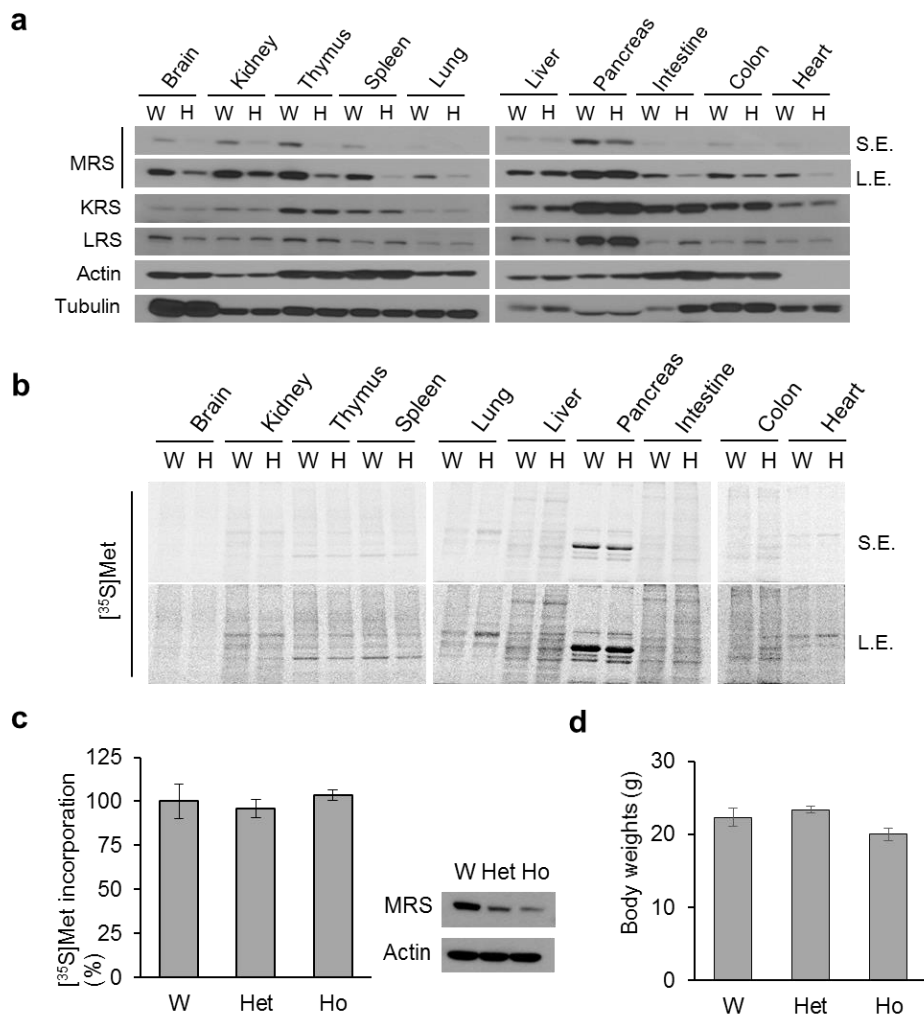 a
Brain Kidney Thymus Spleen Lung Liver Pancreas Intestine Colon Heart
W H W H W H W H W H W H W H W H W H W H
MRS
S.E.
L.E.
KRS
LRS
Actin
Tubulin
b
Brain Kidney Thymus Spleen Lung Liver Pancreas Intestine Colon Heart
W H W H W H W H W H W H W H W H W H W H
[³⁵S]Met
S.E.
L.E.
c
[³⁵S]Met incorporation
(%)
125
100
75
50
25
0
W Het Ho
W Het Ho
MRS
Actin
d
Body weights (g)
30
20
10
0
W Het Ho